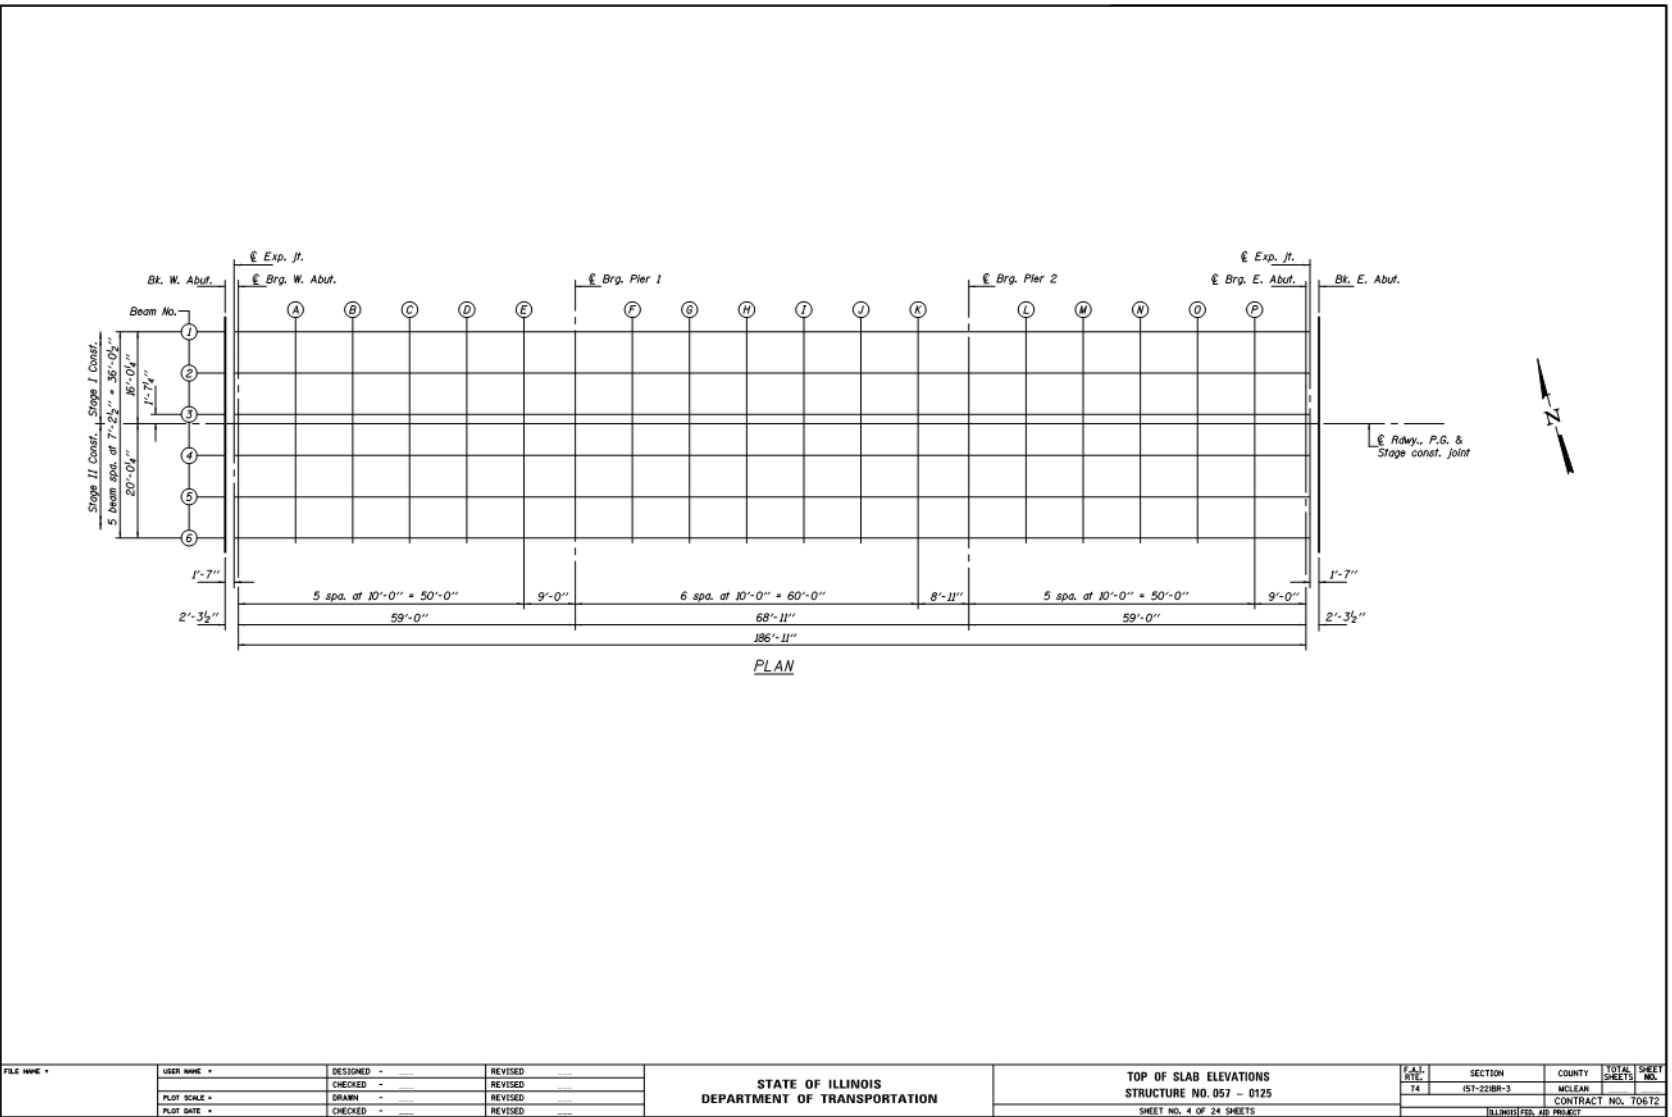 ℄ Exp. Jt.
℄ Exp. Jt.
Bk. W. Abut.
℄ Brg. W. Abut.
℄ Brg. Pier 1
℄ Brg. Pier 2
℄ Brg. E. Abut.
Bk. E. Abut.
Beam No.
A B C D E F G H I J K L M N O P
1
2
3
4
5
6
Stage I Const.
Stage II Const.
5 beam spa. at 7'-2½" = 36'-0½"
16'-0¼"
20'-0¼"
1'-7¼"
N
℄ Rdwy., P.G. &
Stage const. joint
1'-7"
1'-7"
5 spa. at 10'-0" = 50'-0"
9'-0"
6 spa. at 10'-0" = 60'-0"
8'-11"
5 spa. at 10'-0" = 50'-0"
9'-0"
2'-3½"
59'-0"
68'-11"
59'-0"
2'-3½"
186'-11"
PLAN
FILE NAME =
USER NAME =
PLOT SCALE =
PLOT DATE =
DESIGNED -
CHECKED -
DRAWN -
CHECKED -
REVISED
REVISED
REVISED
REVISED
STATE OF ILLINOIS
DEPARTMENT OF TRANSPORTATION
TOP OF SLAB ELEVATIONS
STRUCTURE NO. 057 – 0125
SHEET NO. 4 OF 24 SHEETS
F.A.I. RTE.
SECTION
COUNTY
TOTAL SHEETS
SHEET NO.
74
(57-22)BR-3
MCLEAN
CONTRACT NO. 70672
ILLINOIS FED. AID PROJECT